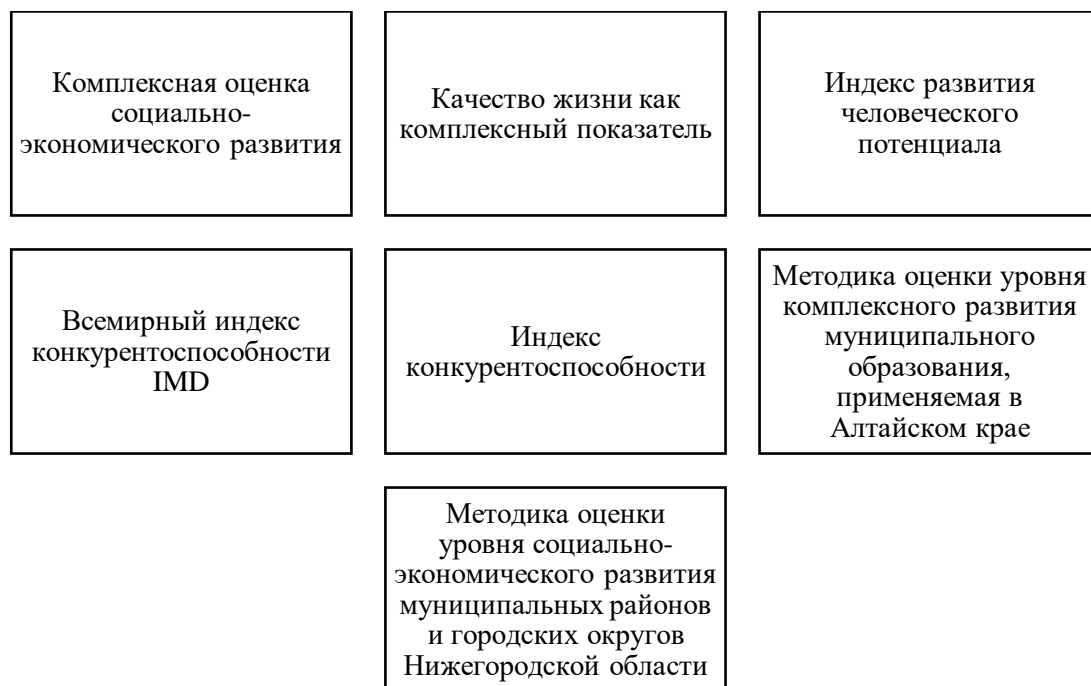 Комплексная оценка
социально-
экономического развития
Качество жизни как
комплексный показатель
Индекс развития
человеческого
потенциала
Всемирный индекс
конкурентоспособности
IMD
Индекс
конкурентоспособности
Методика оценки уровня
комплексного развития
муниципального
образования,
применяемая в
Алтайском крае
Методика оценки
уровня социально-
экономического развития
муниципальных районов
и городских округов
Нижегородской области